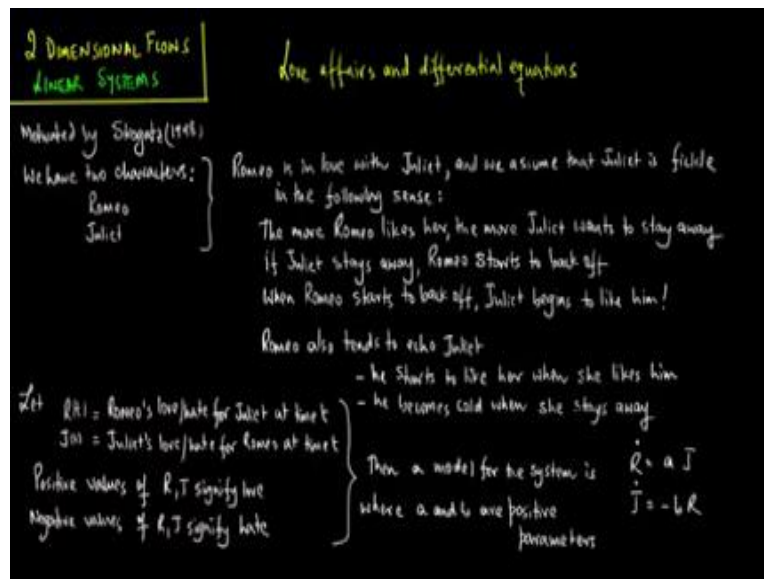 2 DIMENSIONAL FLOWS
LINEAR SYSTEMS
Love affairs and differential equations
Motivated by Strogatz (1988)
We have two characters:
Romeo
Juliet
Romeo is in love with Juliet, and we assume that Juliet is fickle
in the following sense:
The more Romeo likes her, the more Juliet wants to stay away
If Juliet stays away, Romeo starts to back off
When Romeo starts to back off, Juliet begins to like him!
Romeo also tends to echo Juliet
- he starts to like her when she likes him
- he becomes cold when she stays away
Let R(t) = Romeo's love/hate for Juliet at time t
J(t) = Juliet's love/hate for Romeo at time t
Positive values of R, J signify love
Negative values of R, J signify hate
Then a model for the system is
where a and b are positive
parameters
Ṙ = a J
J̇ = -b R